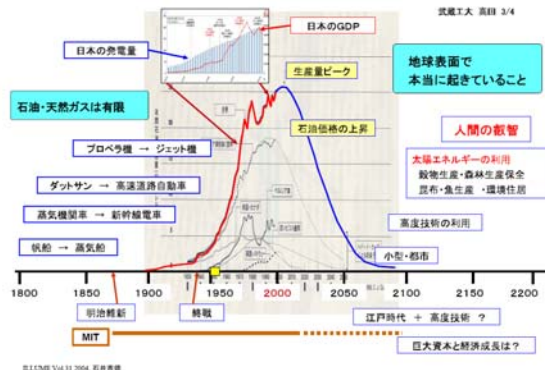 武蔵工大 高田 3/4
日本のGDP
日本の発電量
地球表面で
本当に起きていること
生産量ピーク
石油・天然ガスは有限
石油価格の上昇
人間の叡智
プロペラ機 → ジェット機
太陽エネルギーの利用
穀物生産・森林生産保全
昆布・魚生産 ・環境住居
ダットサン → 高速道路自動車
蒸気機関車 → 新幹線電車
高度技術の利用
帆船 → 蒸気船
小型・都市
1800 1900 1950 2000 2050 2100 2200
明治維新
終戦
江戸時代 + 高度技術 ?
MIT
巨大資本と経済成長は?